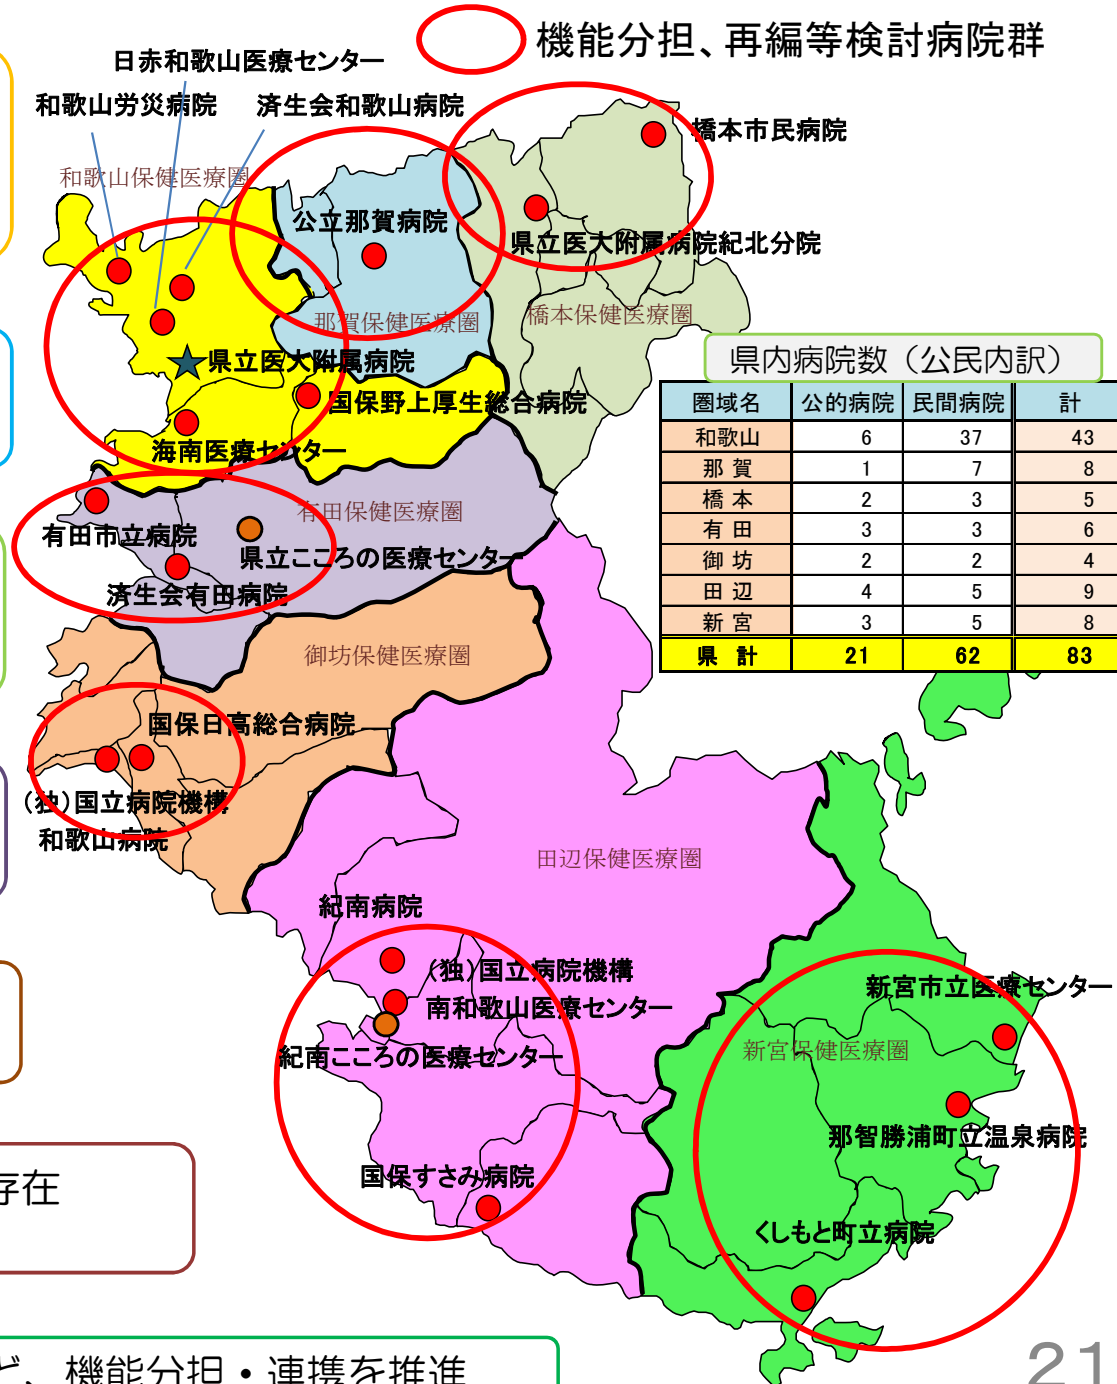 機能分担、再編等検討病院群
日赤和歌山医療センター
和歌山労災病院
済生会和歌山病院
橋本市民病院
和歌山保健医療圏
公立那賀病院
県立医大附属病院紀北分院
那賀保健医療圏
橋本保健医療圏
県立医大附属病院
国保野上厚生総合病院
海南医療センター
県内病院数（公民内訳）
圏域名 公的病院 民間病院 計
和歌山 6 37 43
那 賀 1 7 8
橋 本 2 3 5
有 田 3 3 6
御 坊 2 2 4
田 辺 4 5 9
新 宮 3 5 8
県 計 21 62 83
有田保健医療圏
有田市立病院
県立こころの医療センター
済生会有田病院
御坊保健医療圏
国保日高総合病院
（独）国立病院機構
和歌山病院
田辺保健医療圏
紀南病院
（独）国立病院機構
南和歌山医療センター
紀南こころの医療センター
新宮市立医療センター
新宮保健医療圏
那智勝浦町立温泉病院
国保すさみ病院
くしもと町立病院
存在
ど、機能分担・連携を推進
21